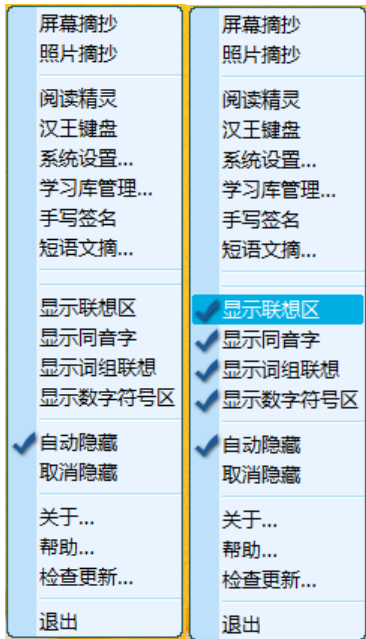 屏幕摘抄
照片摘抄
阅读精灵
汉王键盘
系统设置...
学习库管理...
手写签名
短语文摘...
显示联想区
显示同音字
显示词组联想
显示数字符号区
自动隐藏
取消隐藏
关于...
帮助...
检查更新...
退出
屏幕摘抄
照片摘抄
阅读精灵
汉王键盘
系统设置...
学习库管理...
手写签名
短语文摘...
显示联想区
显示同音字
显示词组联想
显示数字符号区
自动隐藏
取消隐藏
关于...
帮助...
检查更新...
退出